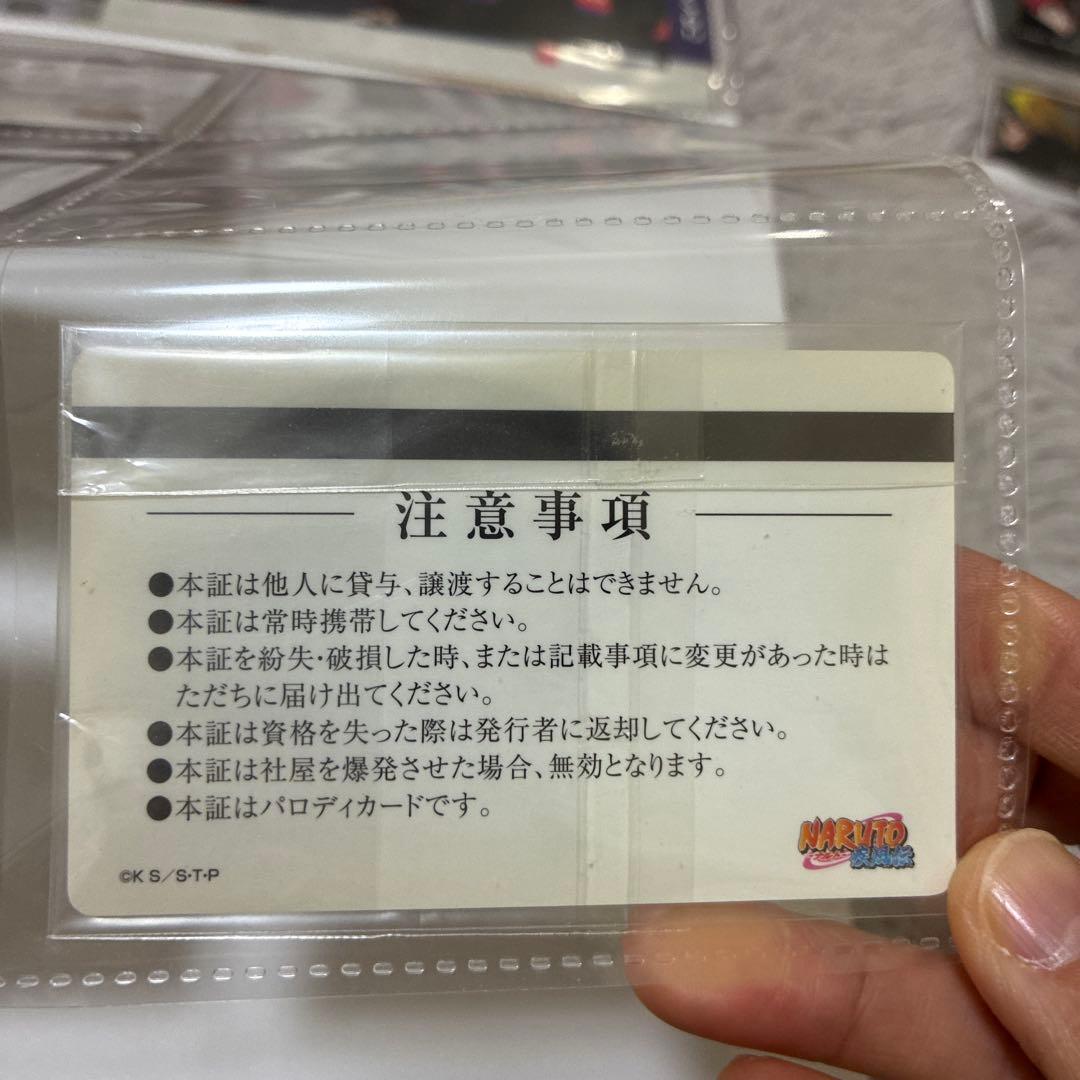 注意事項
●本証は他人に貸与、譲渡することはできません。
●本証は常時携帯してください。
●本証を紛失・破損した時、または記載事項に変更があった時は
ただちに届け出てください。
●本証は資格を失った際は発行者に返却してください。
●本証は社屋を爆発させた場合、無効となります。
●本証はパロディカードです。
NARUTO
ナルト
疾風伝
©K S／S・T・P